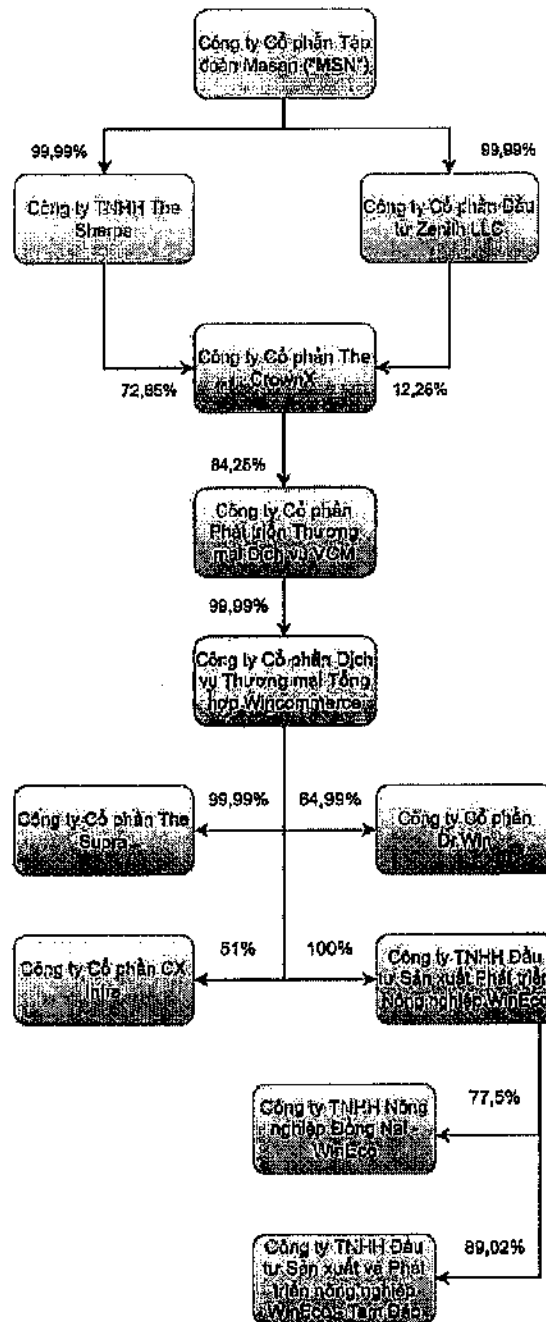 Công ty Cổ phần Tập
đoàn Masan ("MSN")
99,99%
99,99%
Công ty TNHH The
Sherpa
Công ty Cổ phần Đầu
tư Zenith LLC
72,85%
Công ty Cổ phần The
CrownX
12,26%
84,25%
Công ty Cổ phần
Phát triển Thương
mại Dịch vụ VCM
99,99%
Công ty Cổ phần Dịch
vụ Thương mại Tổng
hợp Wincommerce
99,99%
64,99%
Công ty Cổ phần The
Supra
Công ty Cổ phần
Dr.Win
51%
100%
Công ty Cổ phần CX
Infra
Công ty TNHH Đầu
tư Sản xuất Phát triển
Nông nghiệp WinEco
77,5%
Công ty TNHH Nông
nghiệp Đồng Nai -
WinEco
89,02%
Công ty TNHH Đầu
tư Sản xuất và Phát
triển nông nghiệp
WinEco Tam Đảo